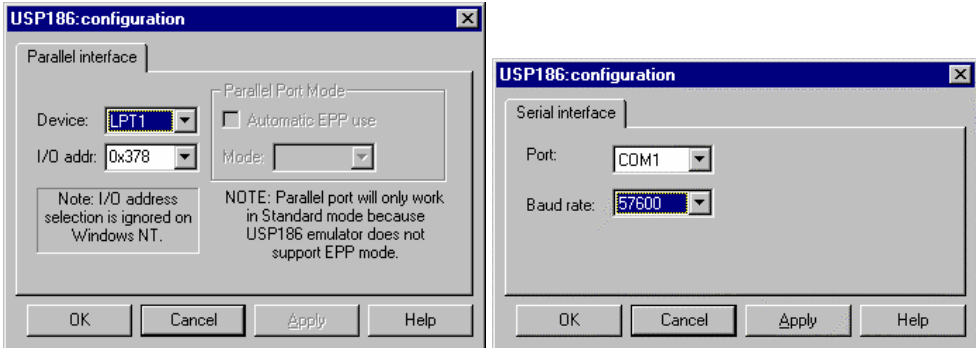 USP186:configuration
Parallel interface
Parallel Port Mode
Device: LPT1
Automatic EPP use
I/O addr: 0x378
Mode:
Note: I/O address
selection is ignored on
Windows NT.
NOTE: Parallel port will only work
in Standard mode because
USP186 emulator does not
support EPP mode.
OK Cancel Apply Help
USP186:configuration
Serial interface
Port: COM1
Baud rate: 57600
OK Cancel Apply Help